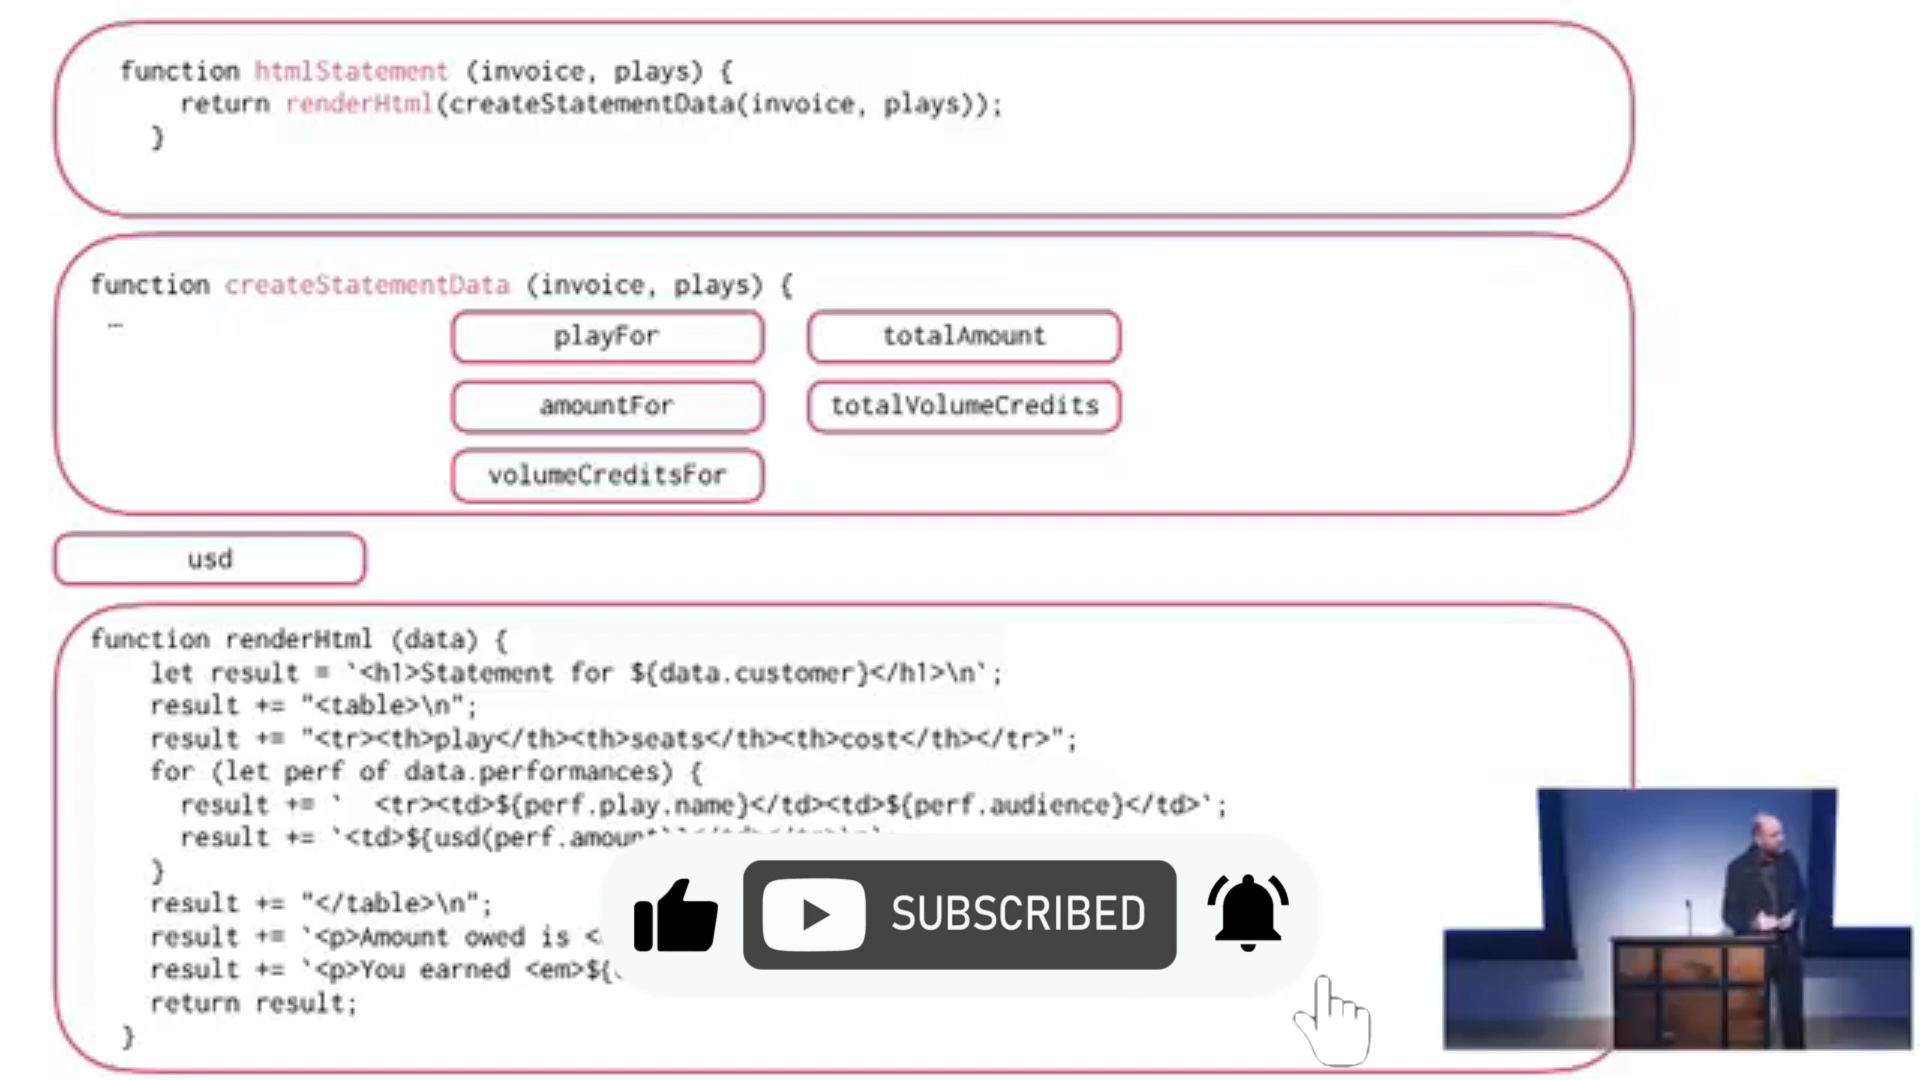 function htmlStatement (invoice, plays) {
return renderHtml(createStatementData(invoice, plays));
}
function createStatementData (invoice, plays) {
…
playFor
totalAmount
amountFor
totalVolumeCredits
volumeCreditsFor
usd
function renderHtml (data) {
let result = `<h1>Statement for ${data.customer}</h1>\n`;
result += "<table>\n";
result += "<tr><th>play</th><th>seats</th><th>cost</th></tr>";
for (let perf of data.performances) {
result += `  <tr><td>${perf.play.name}</td><td>${perf.audience}</td>`;
result += `<td>${usd(perf.amount
}
result += "</table>\n";
result += `<p>Amount owed is <
result += `<p>You earned <em>${
return result;
}
SUBSCRIBED